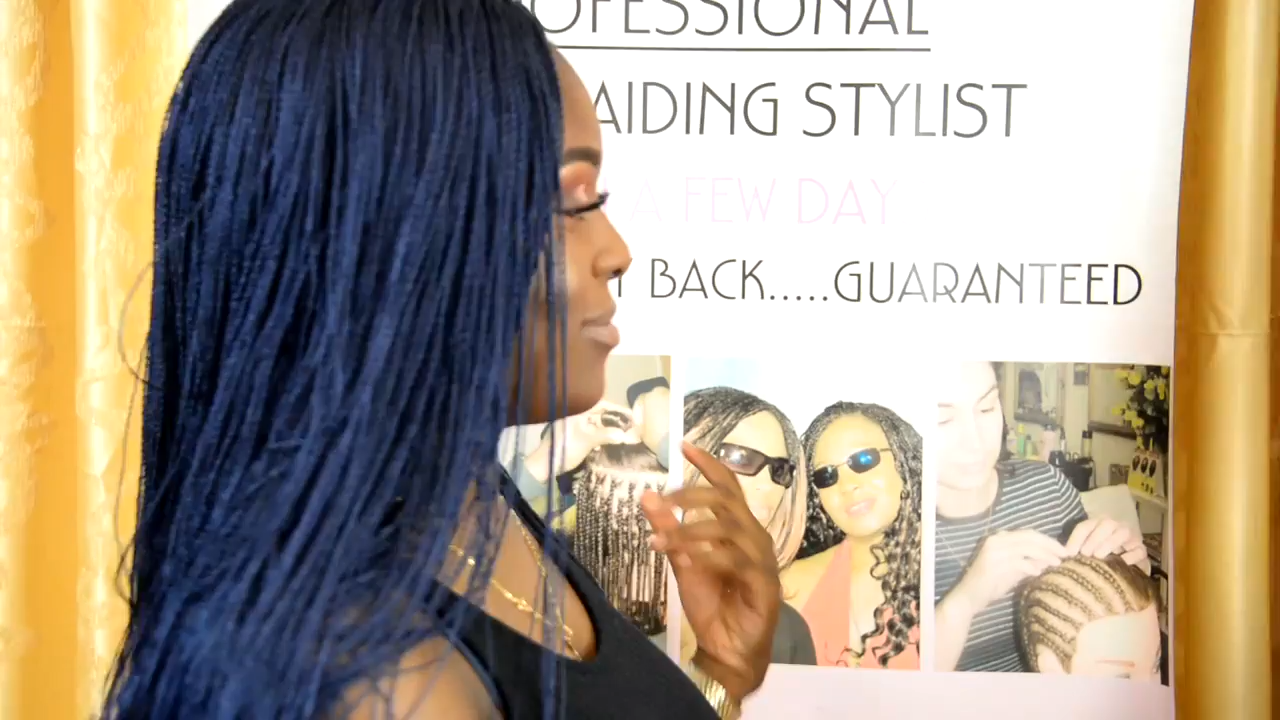 OFESSIONAL
AIDING STYLIST
A FEW DAY
Y BACK.....GUARANTEED